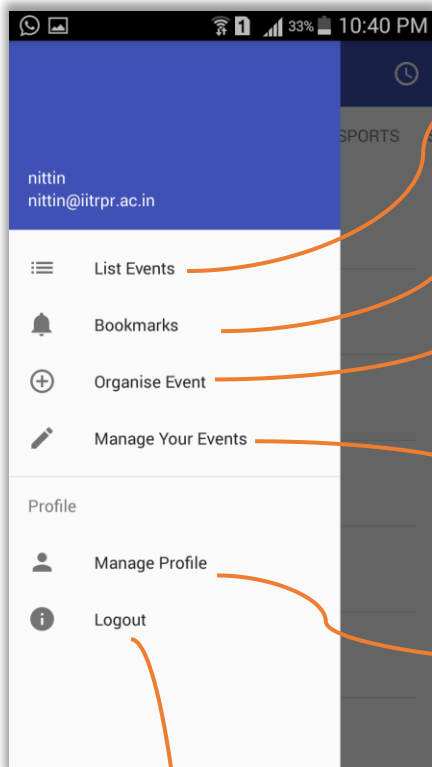 1 33% 10:40 PM
SPORTS
nittin
nittin@iitrpr.ac.in
List Events
Bookmarks
Organise Event
Manage Your Events
Profile
Manage Profile
Logout